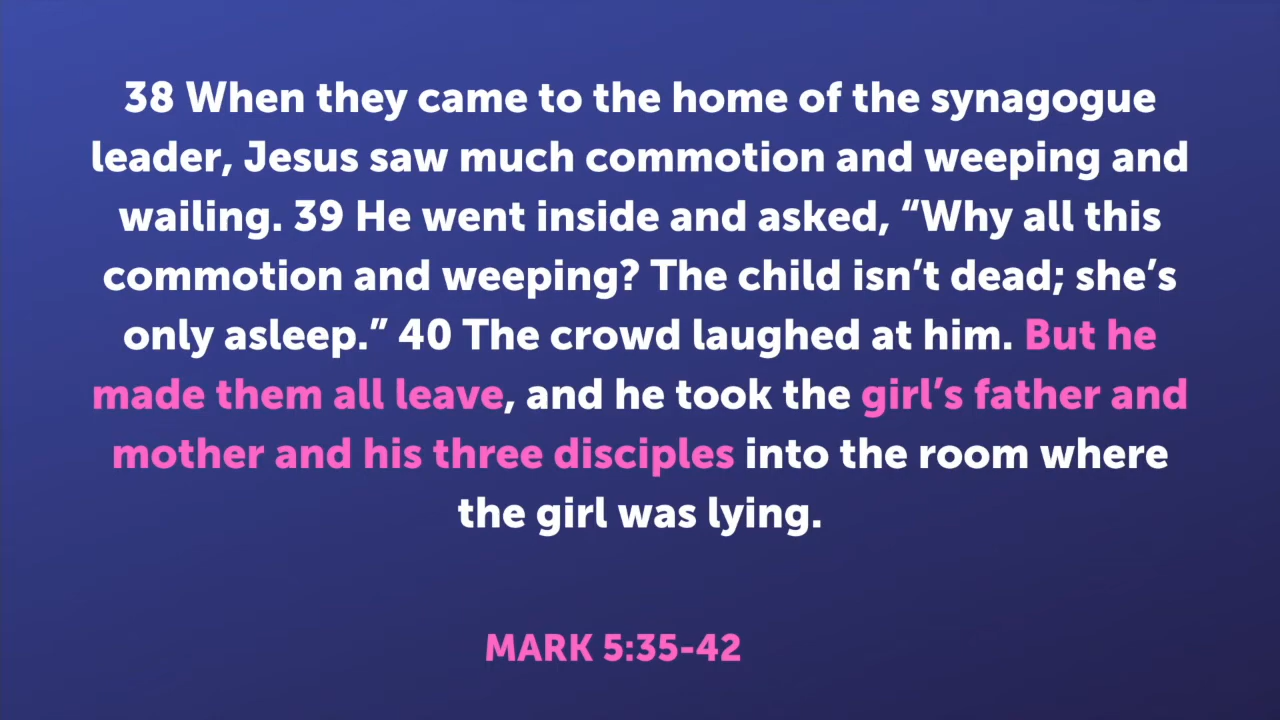 38 When they came to the home of the synagogue
leader, Jesus saw much commotion and weeping and
wailing. 39 He went inside and asked, “Why all this
commotion and weeping? The child isn’t dead; she’s
only asleep.” 40 The crowd laughed at him. But he
made them all leave, and he took the girl’s father and
mother and his three disciples into the room where
the girl was lying.
MARK 5:35-42